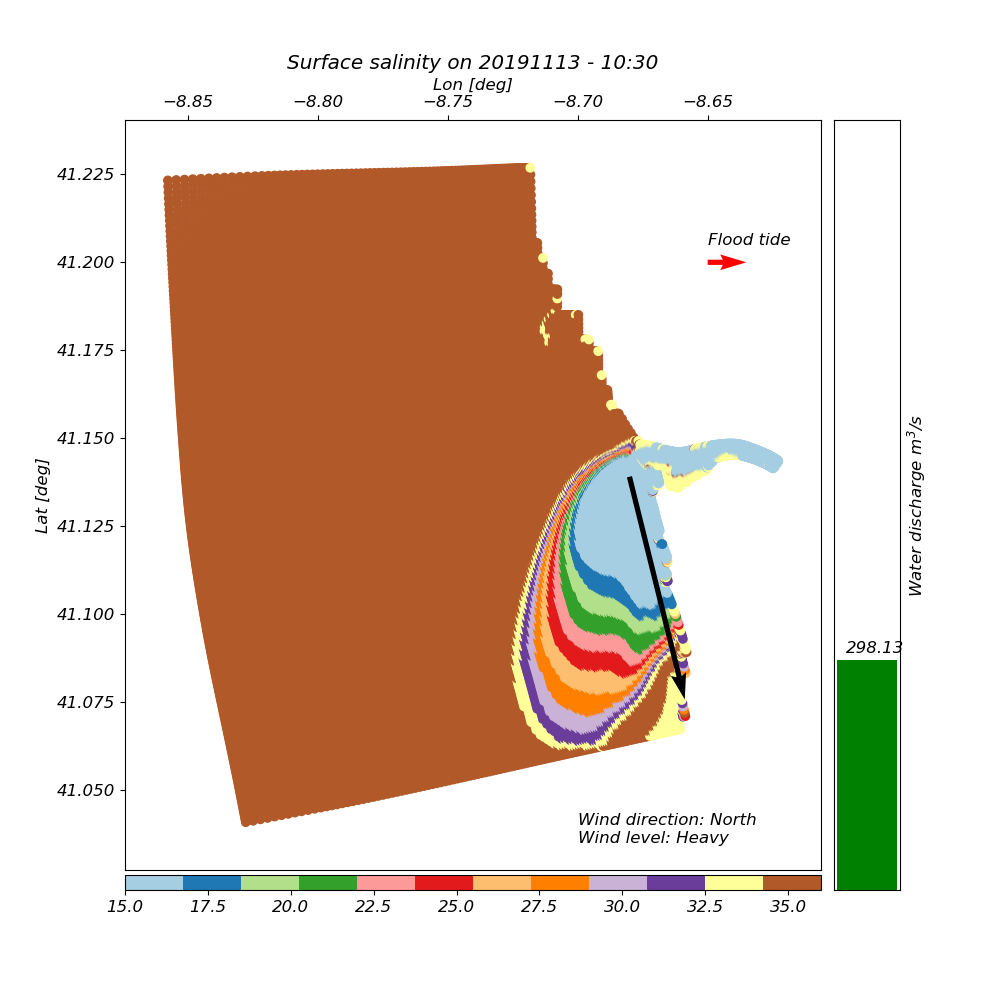 Surface salinity on 20191113 - 10:30
Lon [deg]
−8.85 −8.80 −8.75 −8.70 −8.65
41.225
41.200
41.175
41.150
41.125
41.100
41.075
41.050
Lat [deg]
Flood tide
Wind direction: North
Wind level: Heavy
298.13
Water discharge m³/s
15.0 17.5 20.0 22.5 25.0 27.5 30.0 32.5 35.0